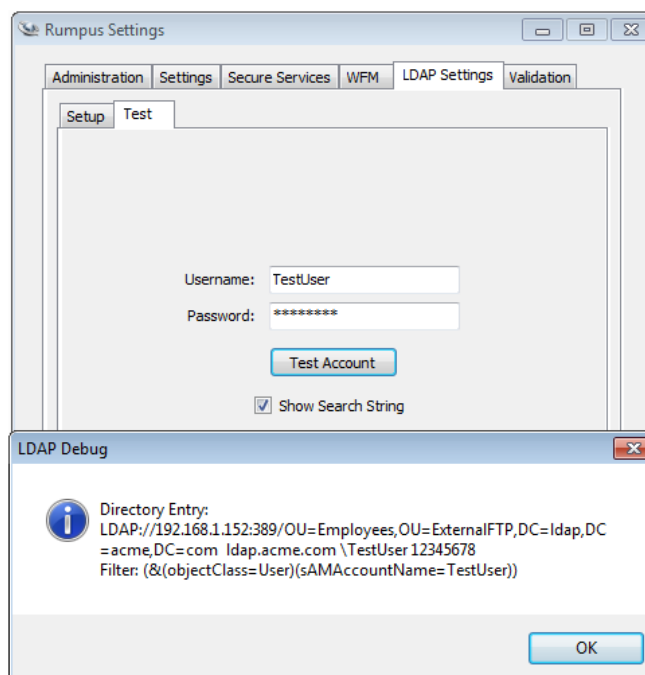 Rumpus Settings
Administration Settings Secure Services WFM LDAP Settings Validation
Setup Test
Username: TestUser
Password: ********
Test Account
Show Search String
LDAP Debug
Directory Entry:
LDAP://192.168.1.152:389/OU=Employees,OU=ExternalFTP,DC=ldap,DC
=acme,DC=com ldap.acme.com \TestUser 12345678
Filter: (&(objectClass=User)(sAMAccountName=TestUser))
OK